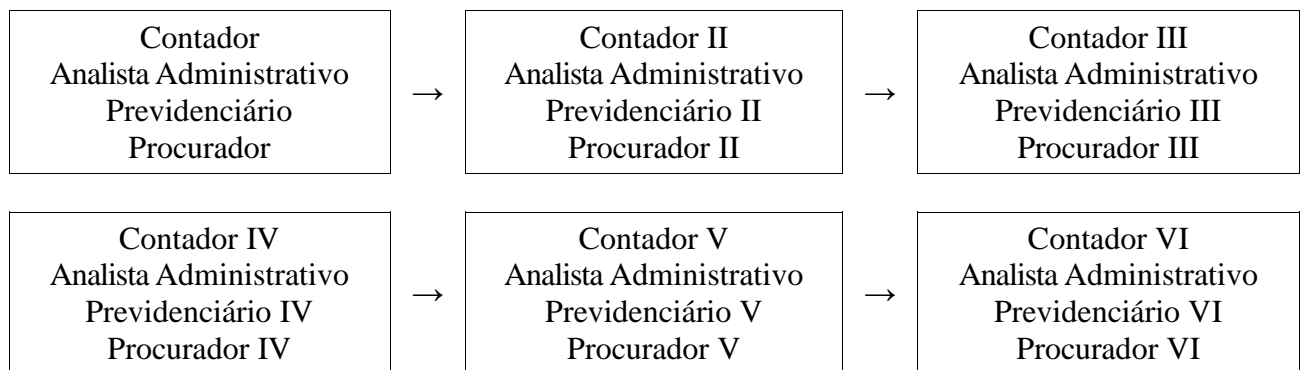 Contador
Analista Administrativo
Previdenciário
Procurador
→
Contador II
Analista Administrativo
Previdenciário II
Procurador II
→
Contador III
Analista Administrativo
Previdenciário III
Procurador III
Contador IV
Analista Administrativo
Previdenciário IV
Procurador IV
→
Contador V
Analista Administrativo
Previdenciário V
Procurador V
→
Contador VI
Analista Administrativo
Previdenciário VI
Procurador VI